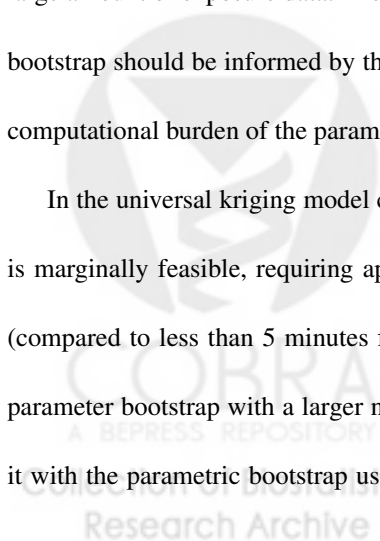 bootstrap should be informed by th
computational burden of the param
In the universal kriging model
is marginally feasible, requiring ap
(compared to less than 5 minutes
COBRA
parameter bootstrap with a larger
A BEPRESS REPOSITORY
it with the parametric bootstrap us
Collection of Biostatist
Research Archive